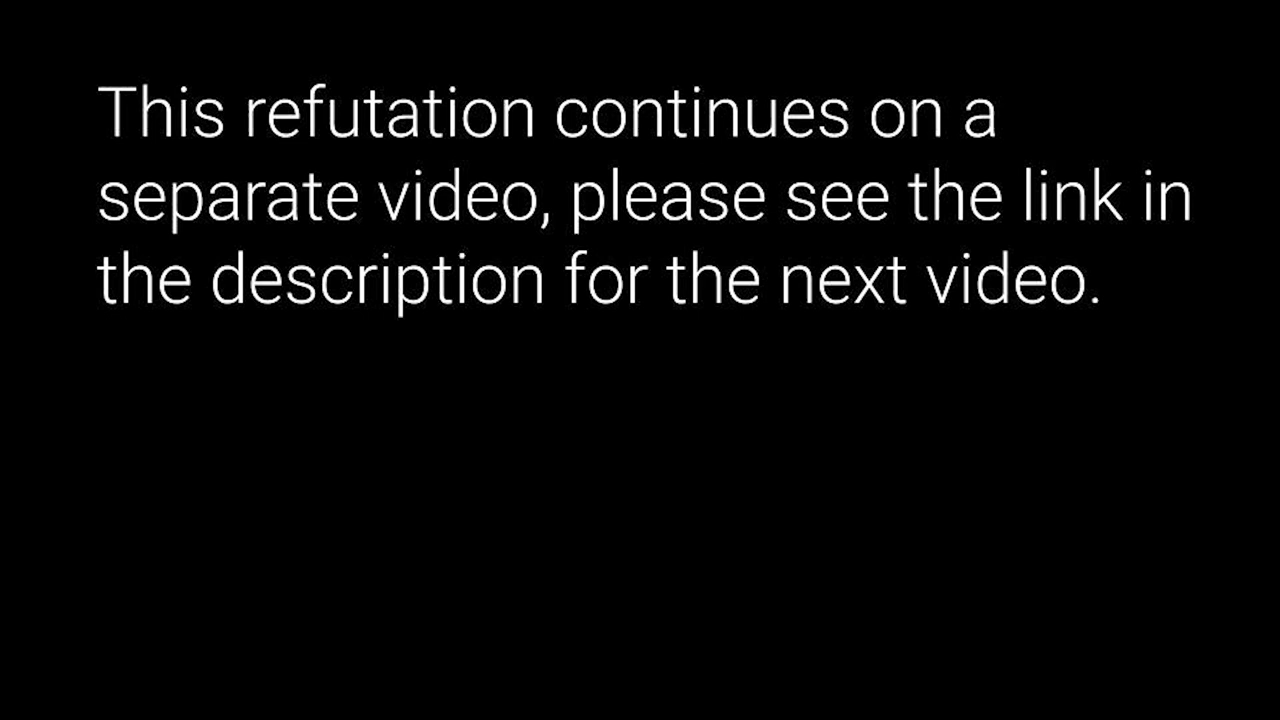 This refutation continues on a
separate video, please see the link in
the description for the next video.